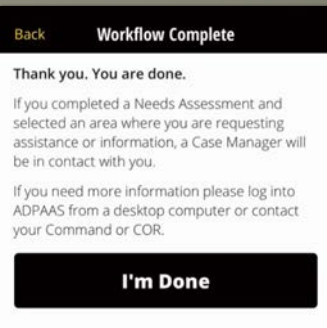 Back Workflow Complete
Thank you. You are done.
If you completed a Needs Assessment and
selected an area where you are requesting
assistance or information, a Case Manager will
be in contact with you.
If you need more information please log into
ADPAAS from a desktop computer or contact
your Command or COR.
I'm Done